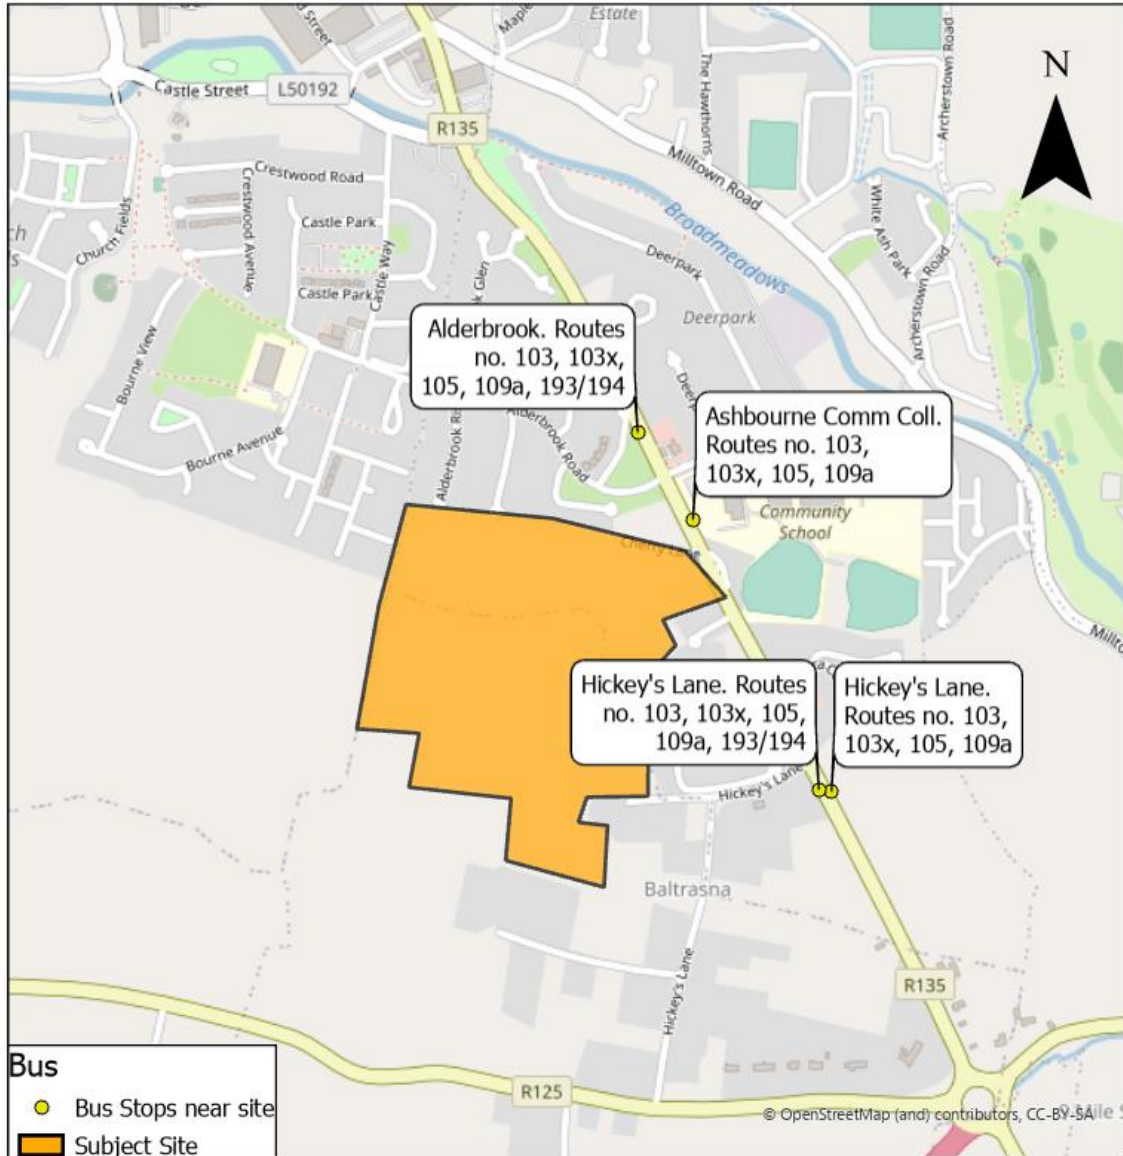 Estate
Castle Street
L50192
R135
The Hawthorns
Archerstown Road
N
Milltown Road
Crestwood Road
Crestwood Avenue
Church Fields
Castle Park
Castle Way
Castle Park
Broadmeadows
White Ash Park
Archerstown Road
Deerpark
Deerpark
Bourne View
Bourne Avenue
Alderbrook. Routes
no. 103, 103x,
105, 109a, 193/194
Alderbrook Road
Ashbourne Comm Coll.
Routes no. 103,
103x, 105, 109a
Community
School
Cherry Lane
Hickey's Lane. Routes
no. 103, 103x, 105,
109a, 193/194
Hickey's Lane.
Routes no. 103,
103x, 105, 109a
Hickey's Lane
Baltrasna
Hickey's Lane
R135
R125
Bus
Bus Stops near site
Subject Site
© OpenStreetMap (and) contributors, CC-BY-SA